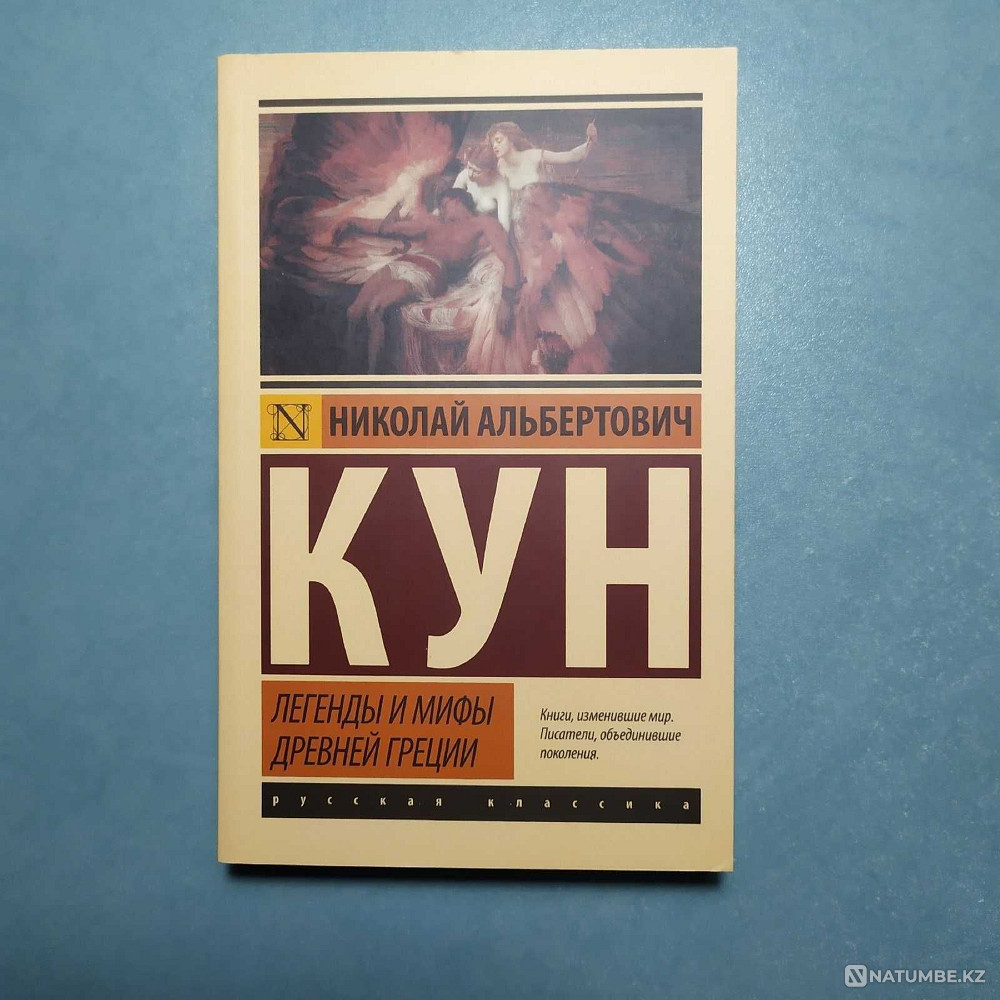 N
НИКОЛАЙ АЛЬБЕРТОВИЧ
КУН
ЛЕГЕНДЫ И МИФЫ
ДРЕВНЕЙ ГРЕЦИИ
Книги, изменившие мир.
Писатели, объединившие
поколения.
русская классика
NATUMBE.KZ